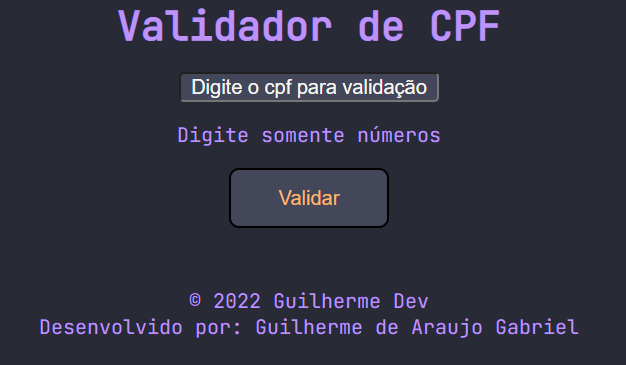 Validador de CPF
Digite o cpf para validação
Digite somente números
Validar
© 2022 Guilherme Dev
Desenvolvido por: Guilherme de Araujo Gabriel